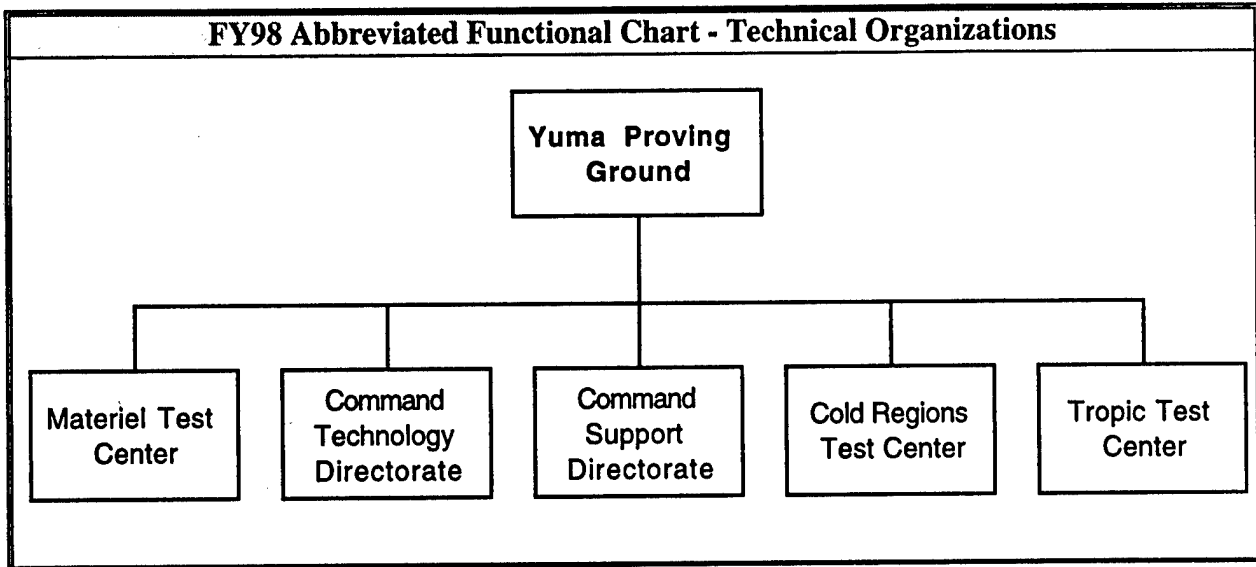 FY98 Abbreviated Functional Chart - Technical Organizations
Yuma Proving
Ground
Materiel Test
Center
Command
Technology
Directorate
Command
Support
Directorate
Cold Regions
Test Center
Tropic Test
Center